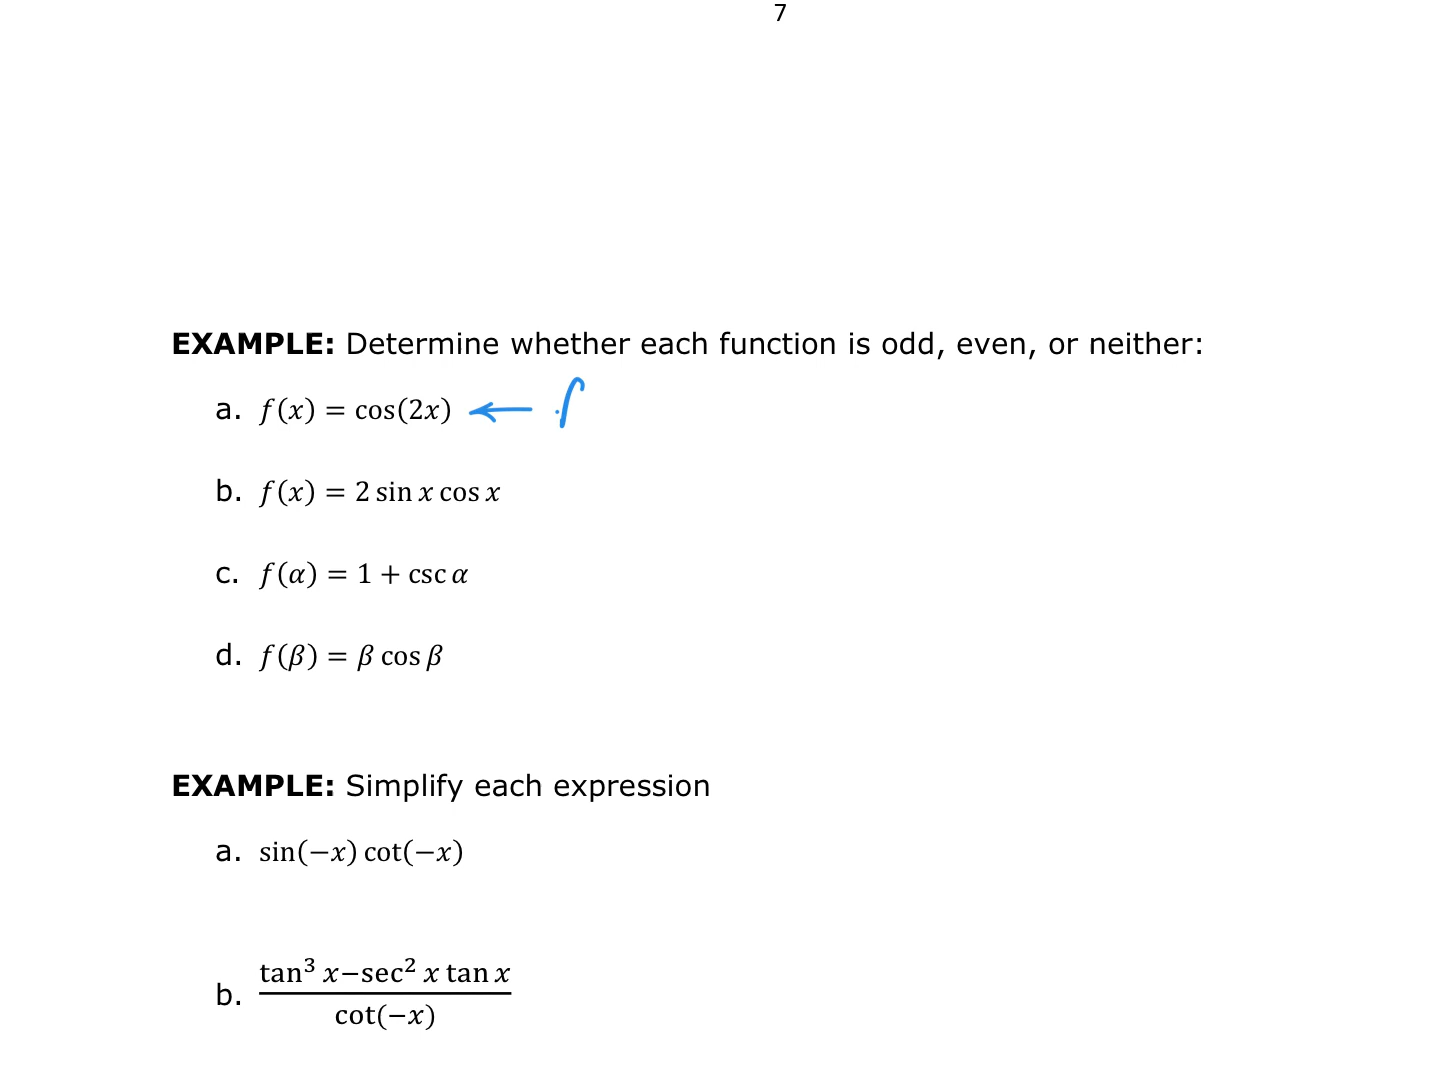 7
EXAMPLE: Determine whether each function is odd, even, or neither:
a. f(x) = cos(2x) ← f
b. f(x) = 2 sin x cos x
c. f(α) = 1 + csc α
d. f(β) = β cos β
EXAMPLE: Simplify each expression
a. sin(−x) cot(−x)
b. tan³ x−sec² x tan x
cot(−x)